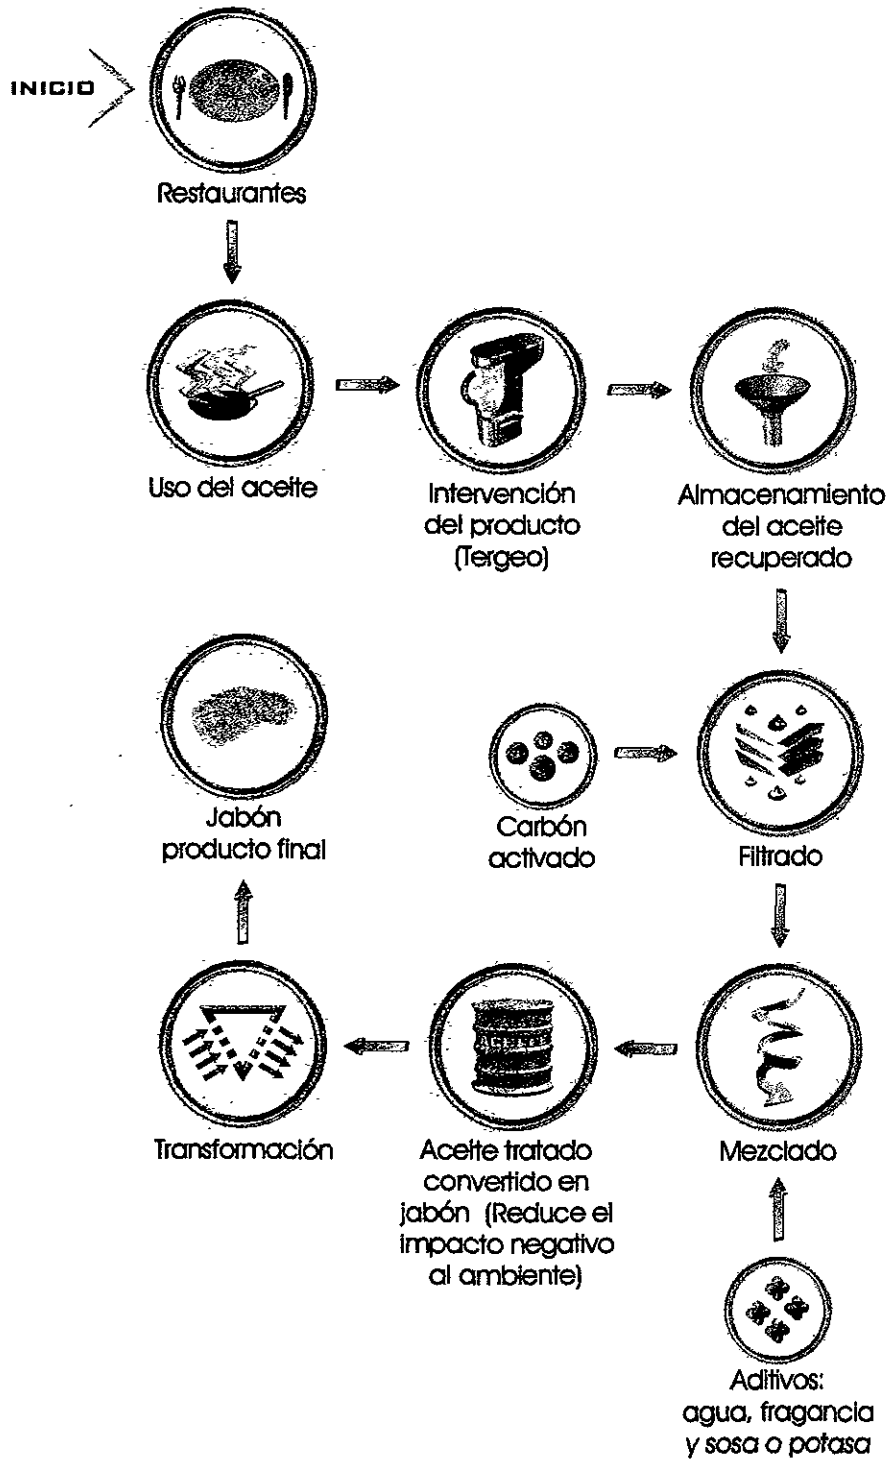 INICIO
Restaurantes
Uso del aceite
Intervención
del producto
(Tergeo)
Almacenamiento
del aceite
recuperado
Carbón
activado
Filtrado
Jabón
producto final
Transformación
ACEITE
Aceite tratado
convertido en
jabón (Reduce el
impacto negativo
al ambiente)
Mezclado
Aditivos:
agua, fragancia
y sosa o potasa